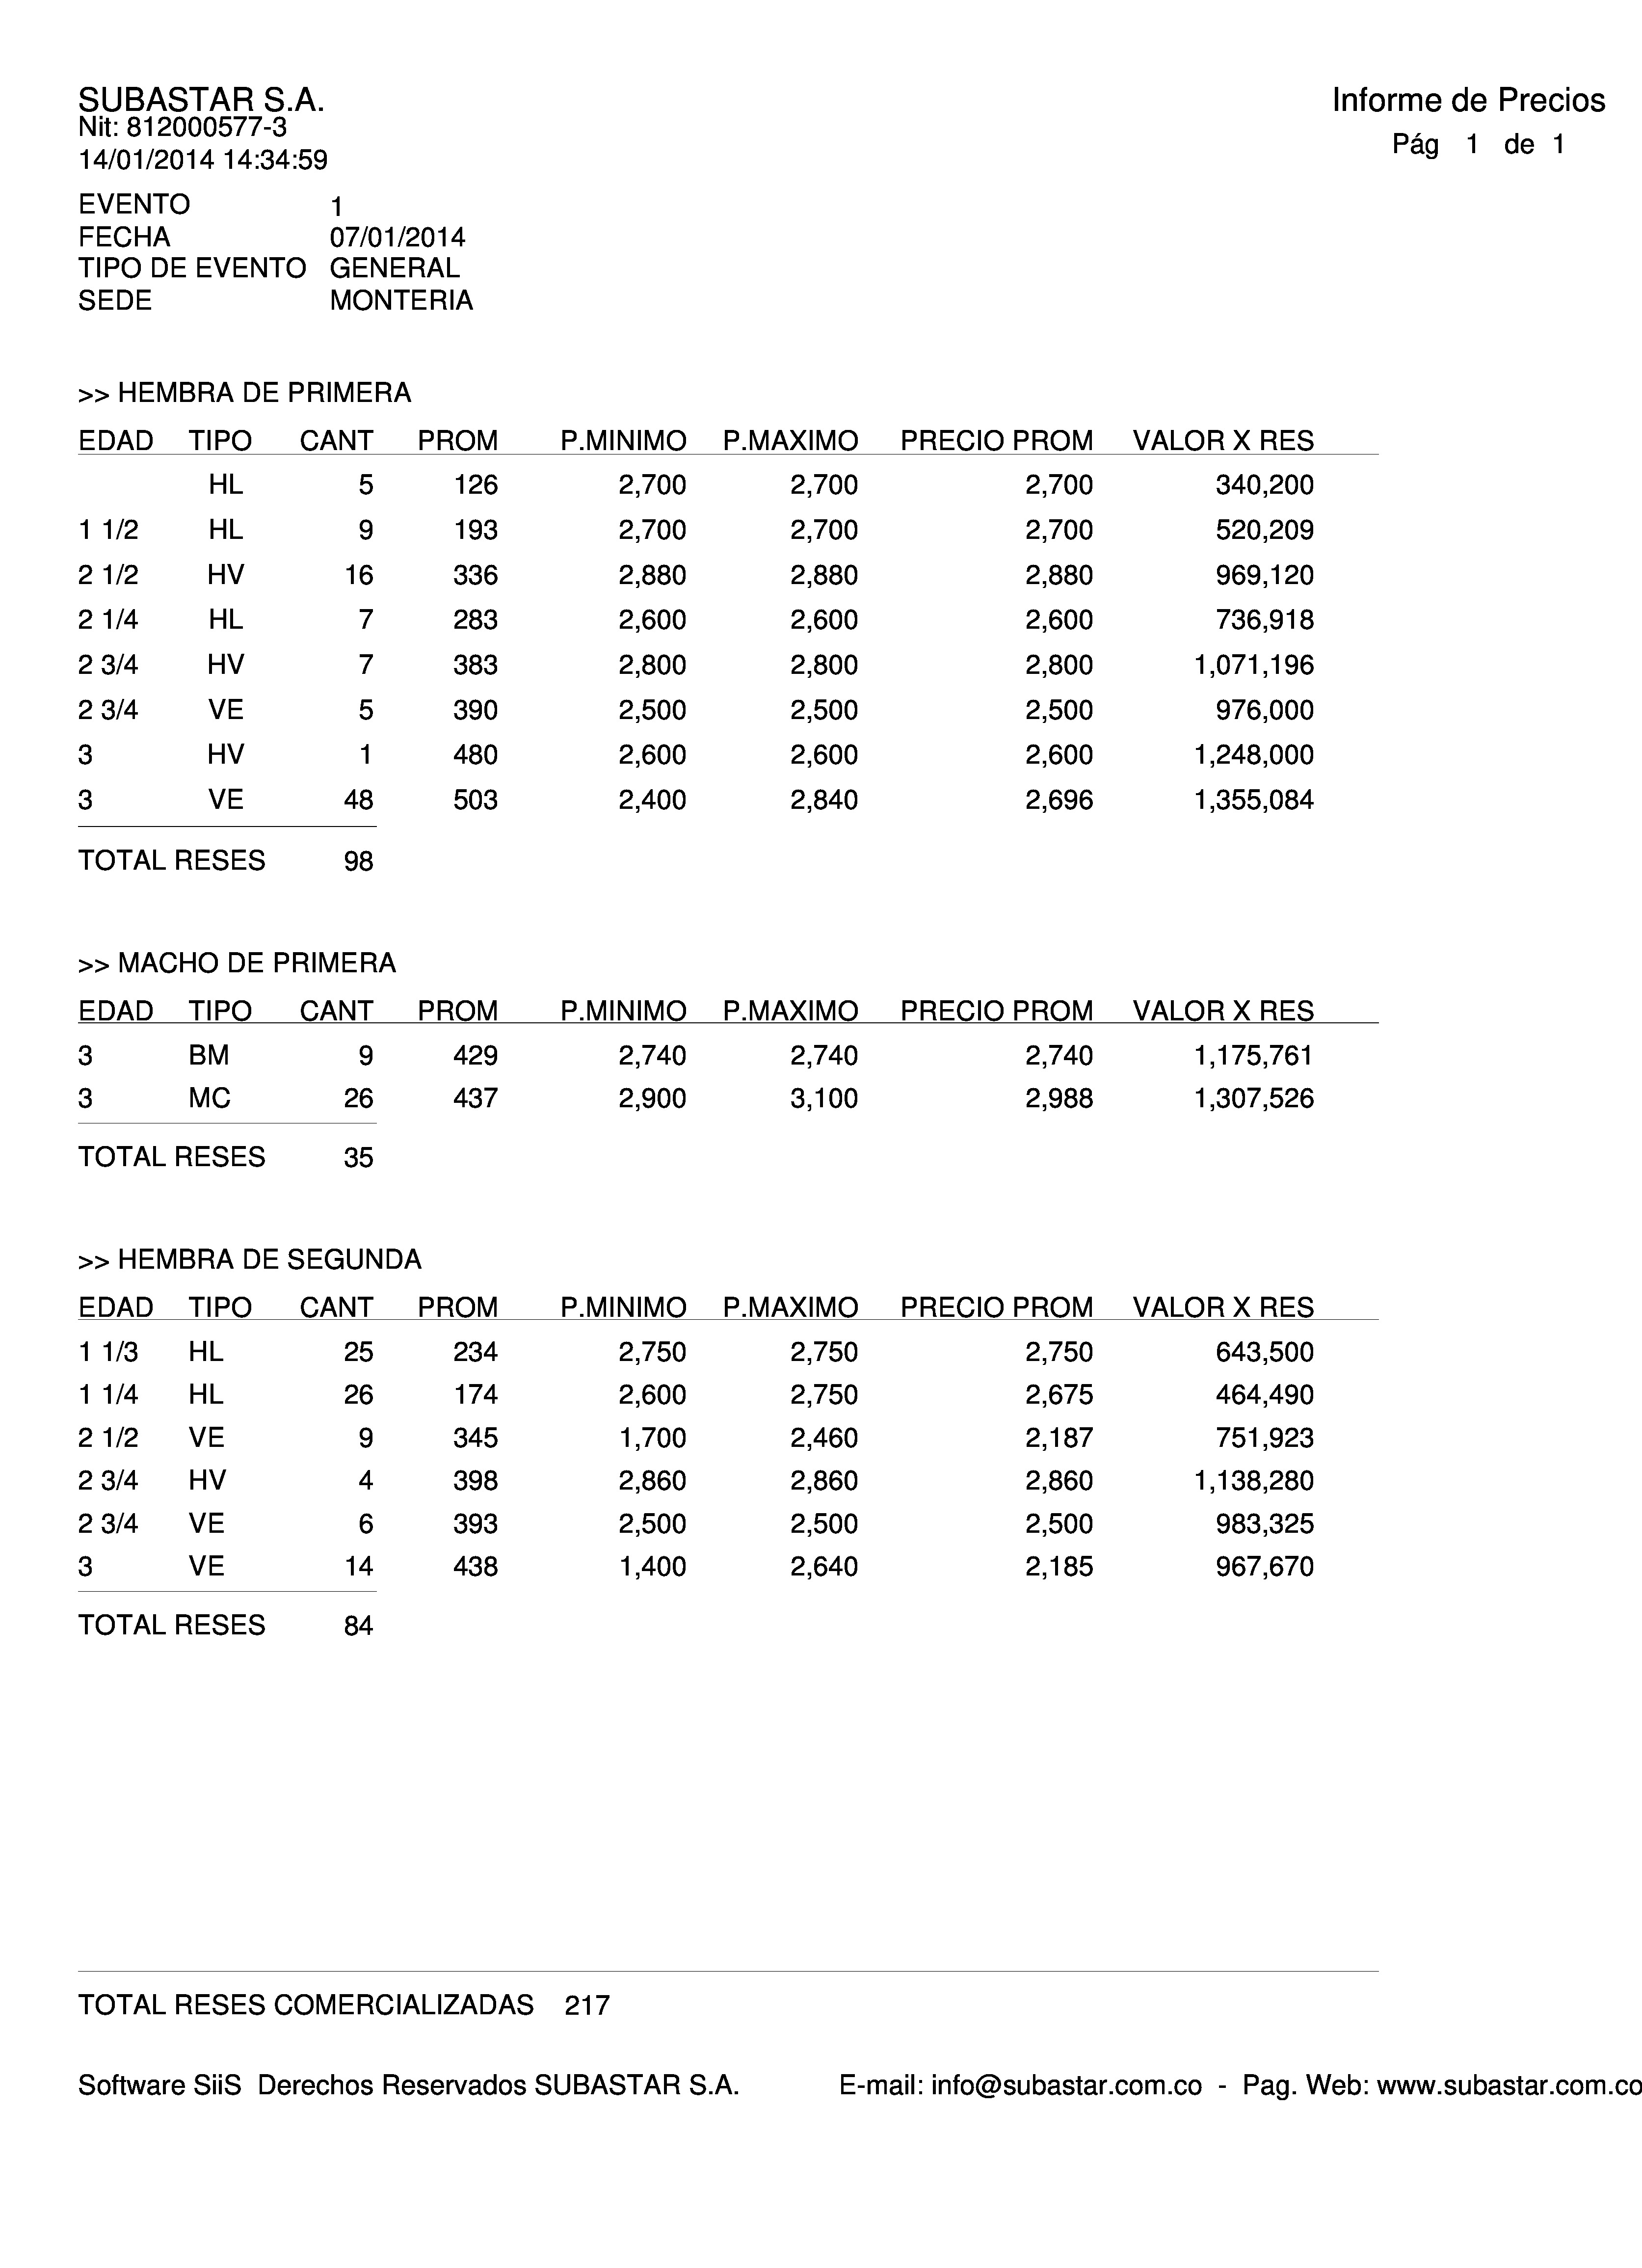 SUBASTAR S.A.
Informe de Precios
Nit: 812000577-3
Pág 1 de 1
14/01/2014 14:34:59
EVENTO 1
FECHA 07/01/2014
TIPO DE EVENTO GENERAL
SEDE MONTERIA
>> HEMBRA DE PRIMERA
EDAD TIPO CANT PROM P.MINIMO P.MAXIMO PRECIO PROM VALOR X RES
HL 5 126 2,700 2,700 2,700 340,200
1 1/2 HL 9 193 2,700 2,700 2,700 520,209
2 1/2 HV 16 336 2,880 2,880 2,880 969,120
2 1/4 HL 7 283 2,600 2,600 2,600 736,918
2 3/4 HV 7 383 2,800 2,800 2,800 1,071,196
2 3/4 VE 5 390 2,500 2,500 2,500 976,000
3 HV 1 480 2,600 2,600 2,600 1,248,000
3 VE 48 503 2,400 2,840 2,696 1,355,084
TOTAL RESES 98
>> MACHO DE PRIMERA
EDAD TIPO CANT PROM P.MINIMO P.MAXIMO PRECIO PROM VALOR X RES
3 BM 9 429 2,740 2,740 2,740 1,175,761
3 MC 26 437 2,900 3,100 2,988 1,307,526
TOTAL RESES 35
>> HEMBRA DE SEGUNDA
EDAD TIPO CANT PROM P.MINIMO P.MAXIMO PRECIO PROM VALOR X RES
1 1/3 HL 25 234 2,750 2,750 2,750 643,500
1 1/4 HL 26 174 2,600 2,750 2,675 464,490
2 1/2 VE 9 345 1,700 2,460 2,187 751,923
2 3/4 HV 4 398 2,860 2,860 2,860 1,138,280
2 3/4 VE 6 393 2,500 2,500 2,500 983,325
3 VE 14 438 1,400 2,640 2,185 967,670
TOTAL RESES 84
TOTAL RESES COMERCIALIZADAS 217
Software SiiS Derechos Reservados SUBASTAR S.A. E-mail: info@subastar.com.co - Pag. Web: www.subastar.com.co